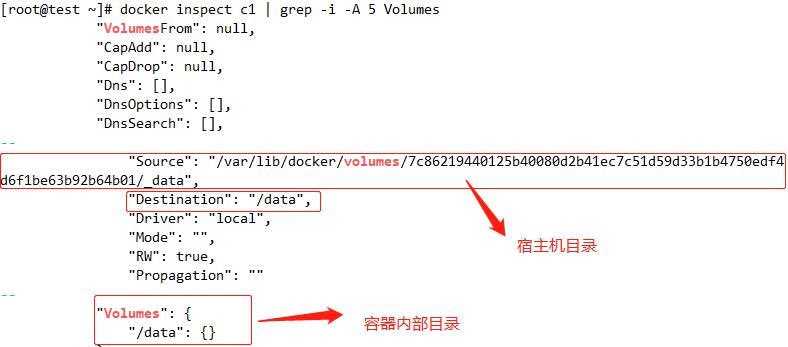 [root@test ~]# docker inspect c1 | grep -i -A 5 Volumes
"VolumesFrom": null,
"CapAdd": null,
"CapDrop": null,
"Dns": [],
"DnsOptions": [],
"DnsSearch": [],
--
"Source": "/var/lib/docker/volumes/7c86219440125b40080d2b41ec7c51d59d33b1b4750edf4
d6f1be63b92b64b01/_data",
"Destination": "/data",
"Driver": "local",
"Mode": "",
"RW": true,
"Propagation": ""
宿主机目录
--
"Volumes": {
"/data": {}
容器内部目录